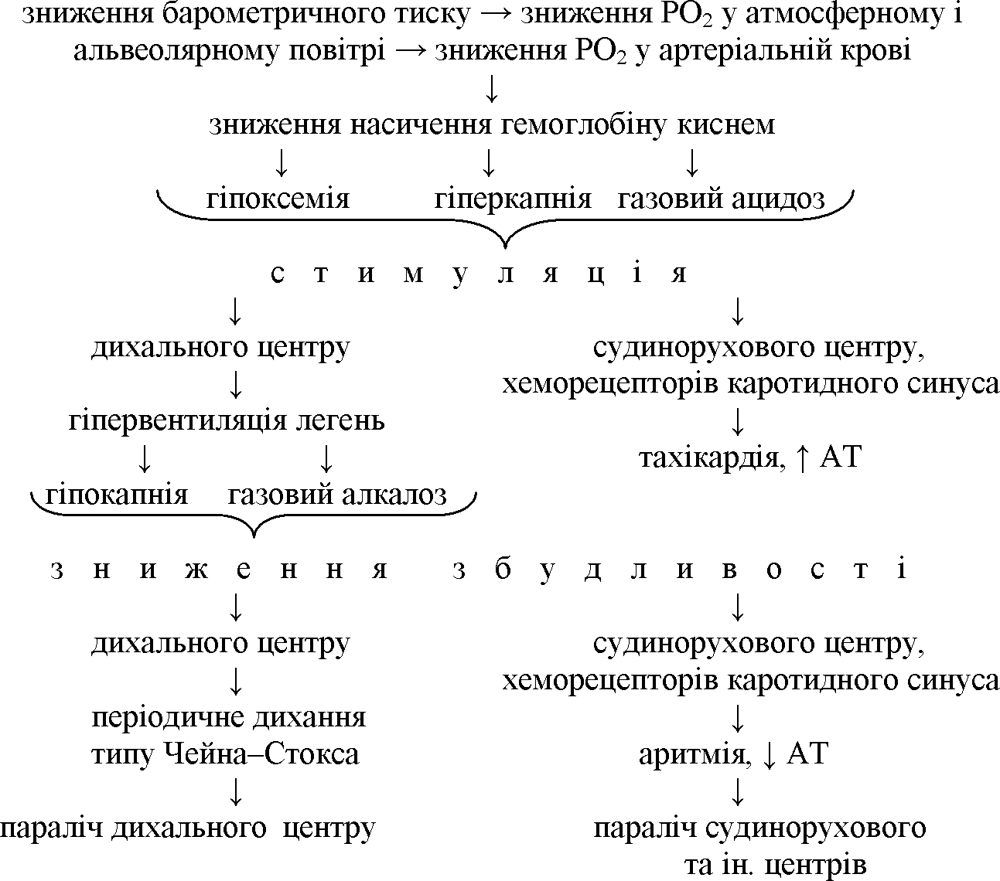 зниження барометричного тиску → зниження PO₂ у атмосферному і
альвеолярному повітрі → зниження PO₂ у артеріальній крові
↓
зниження насичення гемоглобіну киснем
↓ ↓ ↓
гіпоксемія гіперкапнія газовий ацидоз
с т и м у л я ц і я
↓ ↓
дихального центру судинорухового центру,
↓ хеморецепторів каротидного синуса
гіпервентиляція легень ↓
↓ ↓ тахікардія, ↑ АТ
гіпокапнія газовий алкалоз
з н и ж е н н я з б у д л и в о с т і
↓ ↓
дихального центру судинорухового центру,
↓ хеморецепторів каротидного синуса
періодичне дихання ↓
типу Чейна–Стокса аритмія, ↓ АТ
↓ ↓
параліч дихального центру параліч судинорухового
та ін. центрів